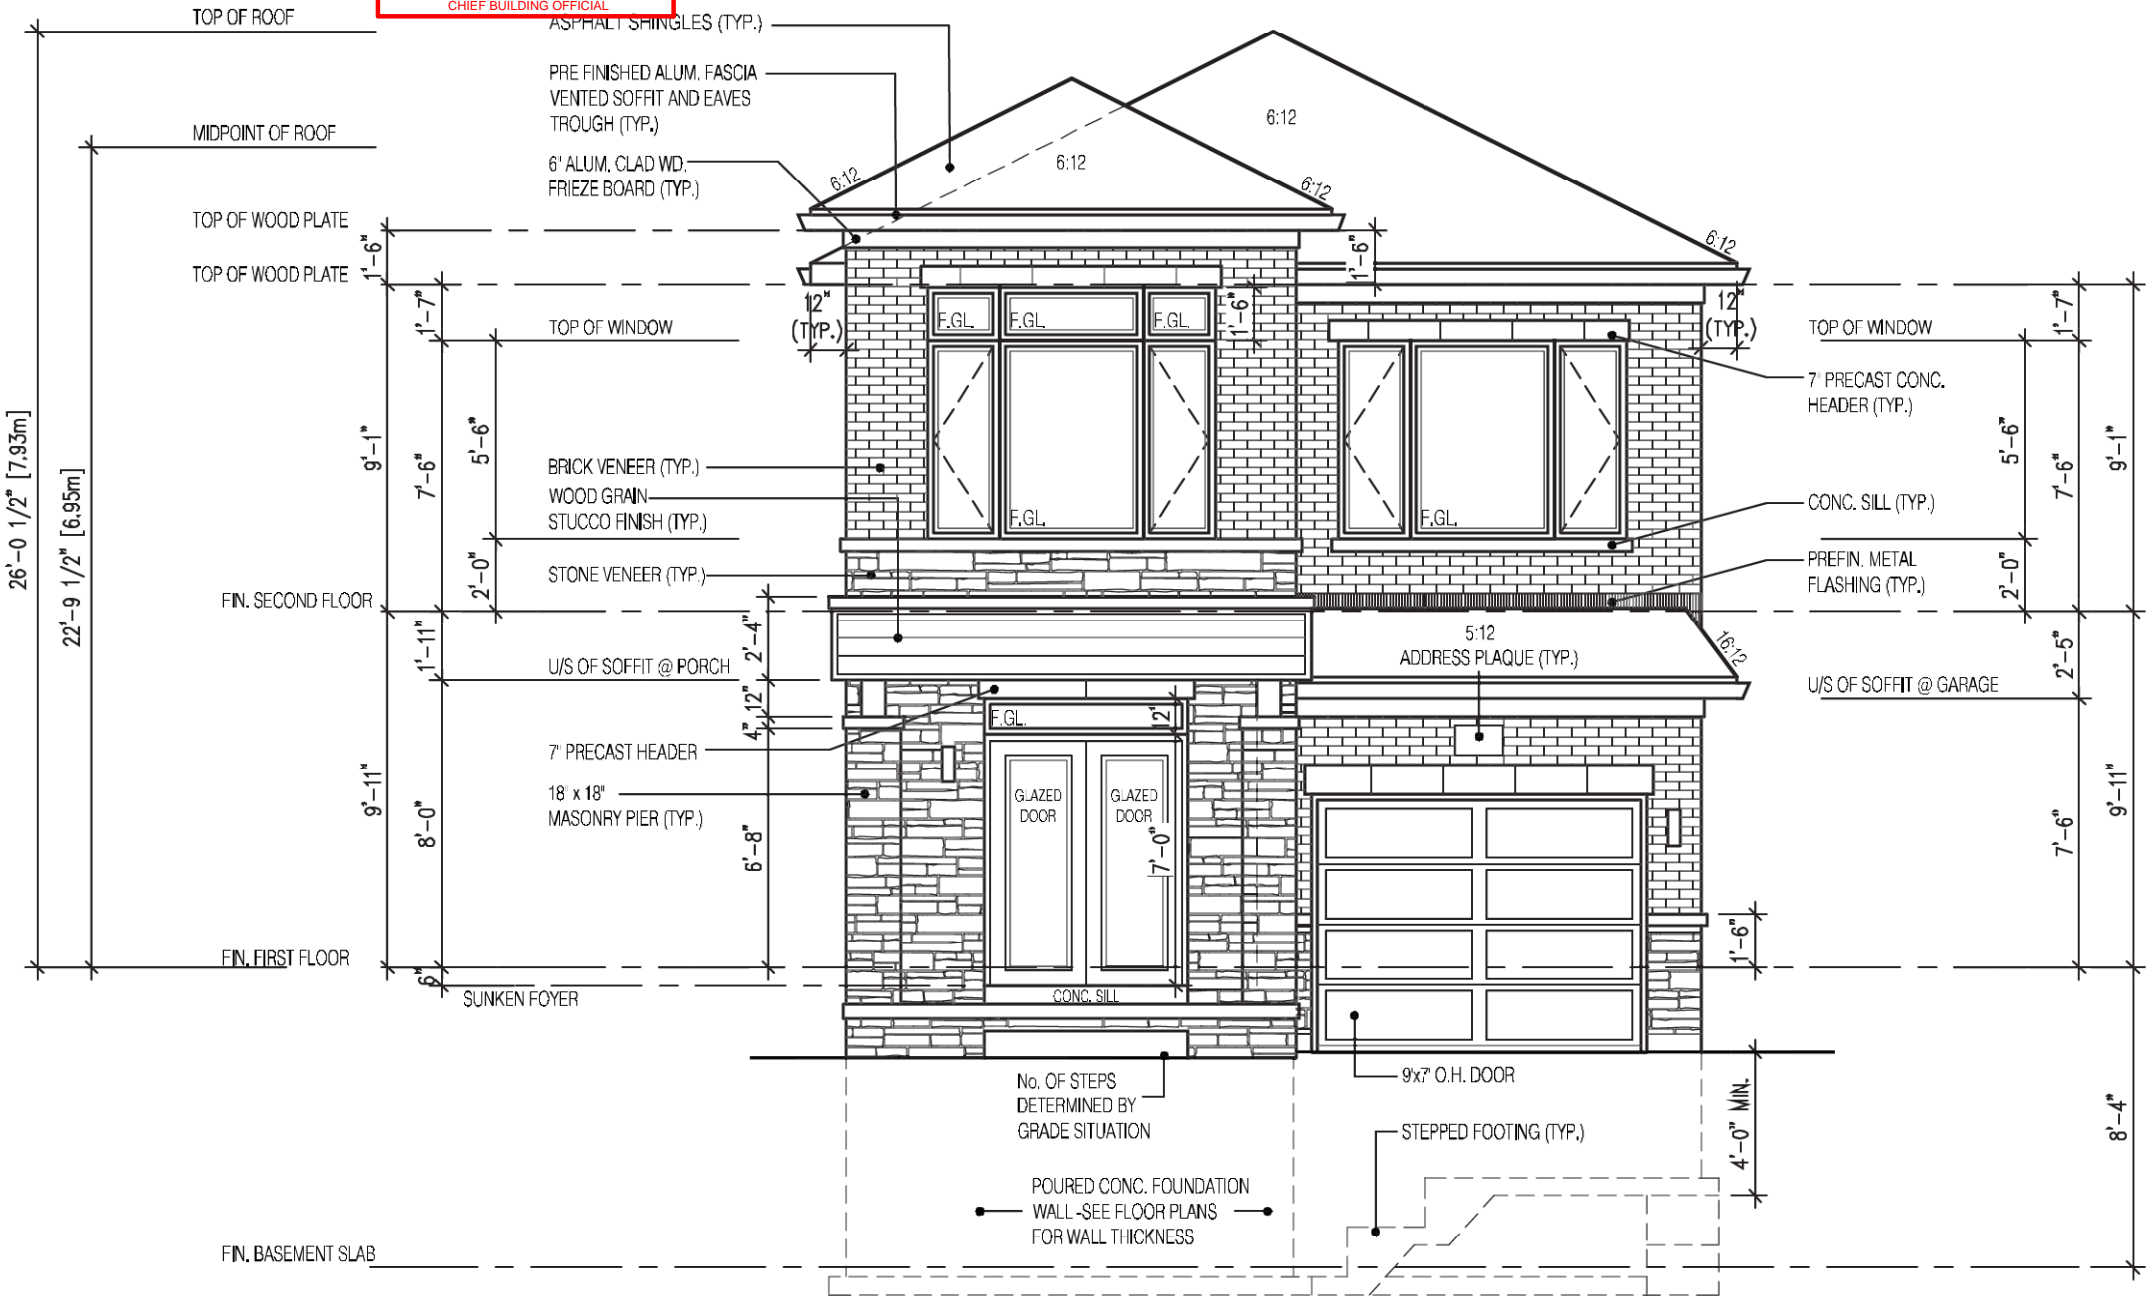 CHIEF BUILDING OFFICIAL
TOP OF ROOF
ASPHALT SHINGLES (TYP.)
PRE FINISHED ALUM. FASCIA
VENTED SOFFIT AND EAVES
TROUGH (TYP.)
MIDPOINT OF ROOF
6" ALUM. CLAD WD.
FRIEZE BOARD (TYP.)
TOP OF WOOD PLATE
TOP OF WOOD PLATE
6:12
6:12
6:12
6:12
6:12
1'-6"
1'-7"
9'-1"
7'-6"
5'-6"
2'-0"
26'-0 1/2" [7.93m]
22'-9 1/2" [6.95m]
TOP OF WINDOW
12"
(TYP.)
F.GL.
F.GL.
F.GL.
1'-6"
1'-6"
12"
(TYP.)
1'-7"
TOP OF WINDOW
7" PRECAST CONC.
HEADER (TYP.)
5'-6"
7'-6"
9'-1"
BRICK VENEER (TYP.)
WOOD GRAIN
STUCCO FINISH (TYP.)
F.GL.
F.GL.
CONC. SILL (TYP.)
STONE VENEER (TYP.)
PREFIN. METAL
FLASHING (TYP.)
2'-0"
FIN. SECOND FLOOR
1'-11"
2'-4"
U/S OF SOFFIT @ PORCH
5:12
ADDRESS PLAQUE (TYP.)
16:12
2'-5"
U/S OF SOFFIT @ GARAGE
12"
4"
F.GL.
12"
7" PRECAST HEADER
18" x 18"
MASONRY PIER (TYP.)
GLAZED
DOOR
GLAZED
DOOR
9'-11"
8'-0"
6'-8"
7'-0"
7'-6"
9'-11"
1'-6"
FIN. FIRST FLOOR
6"
SUNKEN FOYER
CONC. SILL
No. OF STEPS
DETERMINED BY
GRADE SITUATION
9'x7' O.H. DOOR
STEPPED FOOTING (TYP.)
4'-0" MIN.
8'-4"
POURED CONC. FOUNDATION
WALL -SEE FLOOR PLANS
FOR WALL THICKNESS
FIN. BASEMENT SLAB